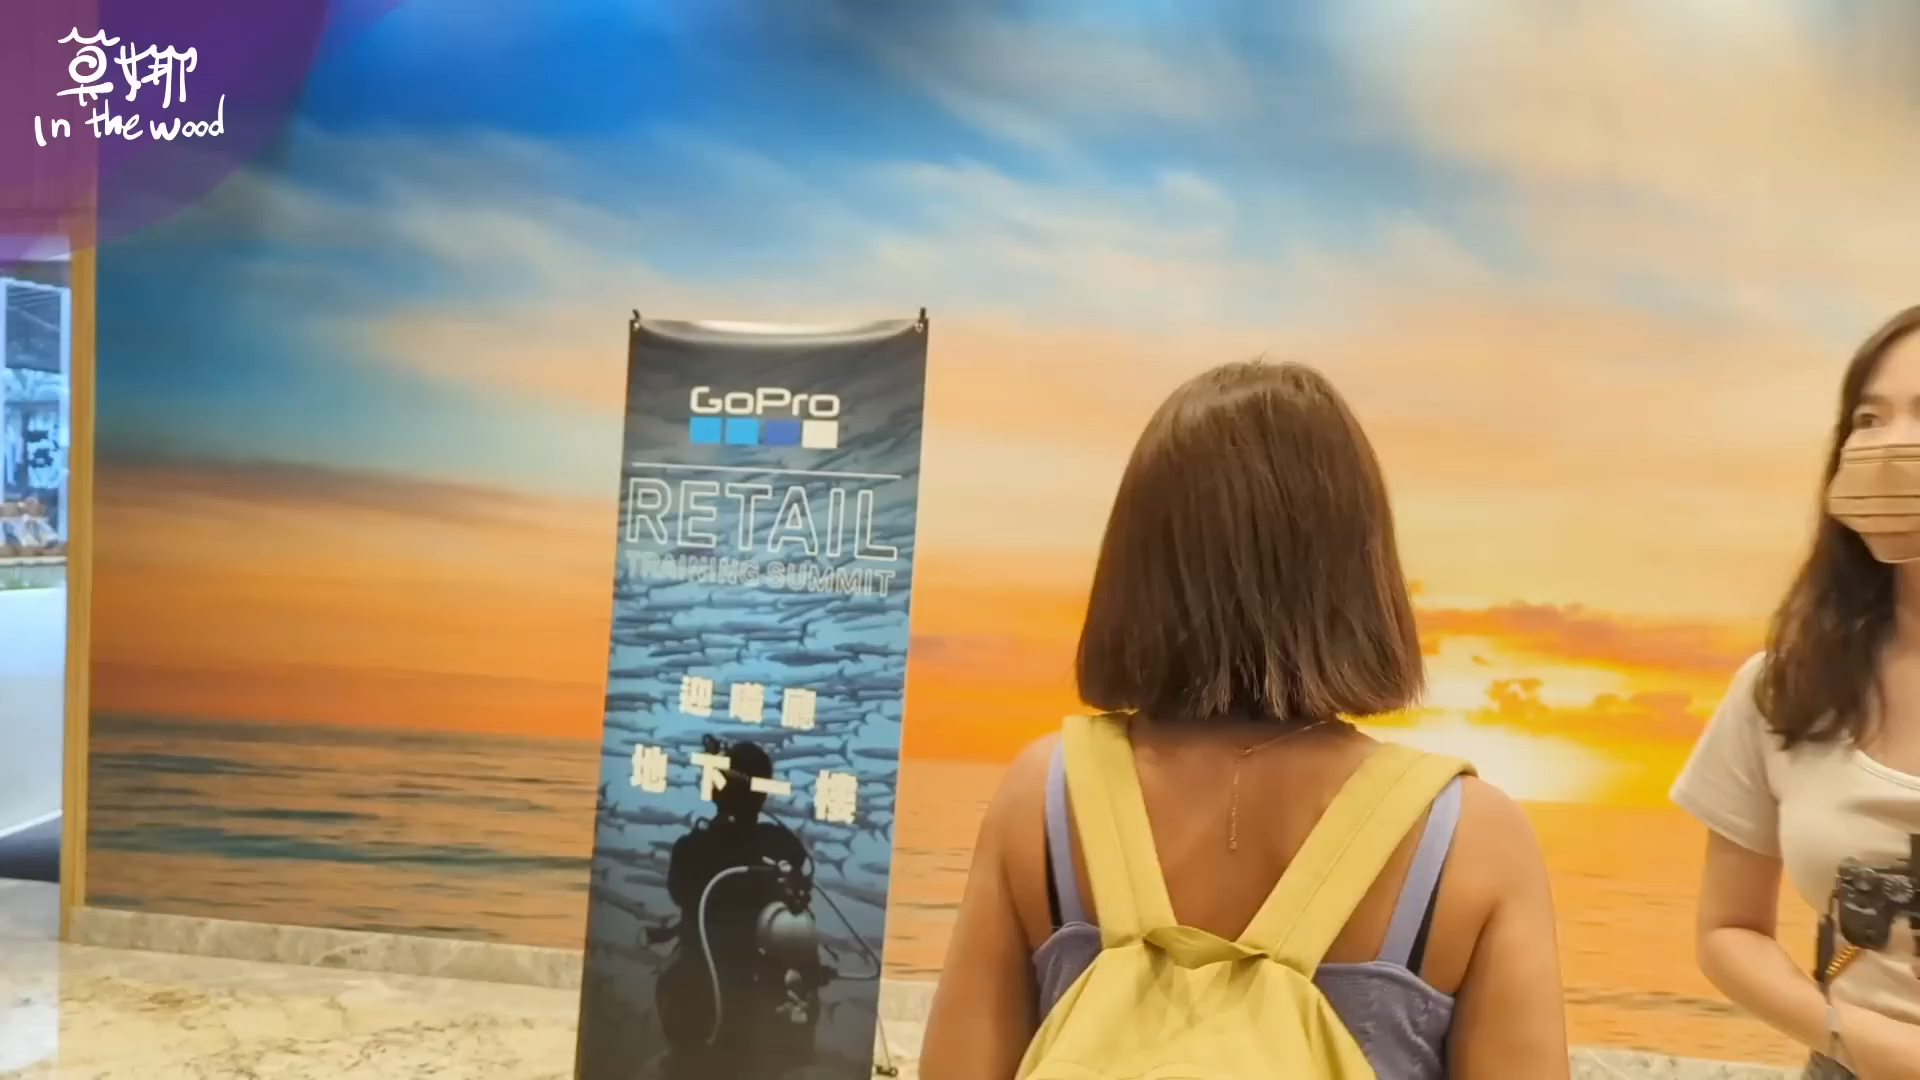 莫娜
In the wood
GoPro
RETAIL
TRAINING SUMMIT
迎曦廳
地下一樓